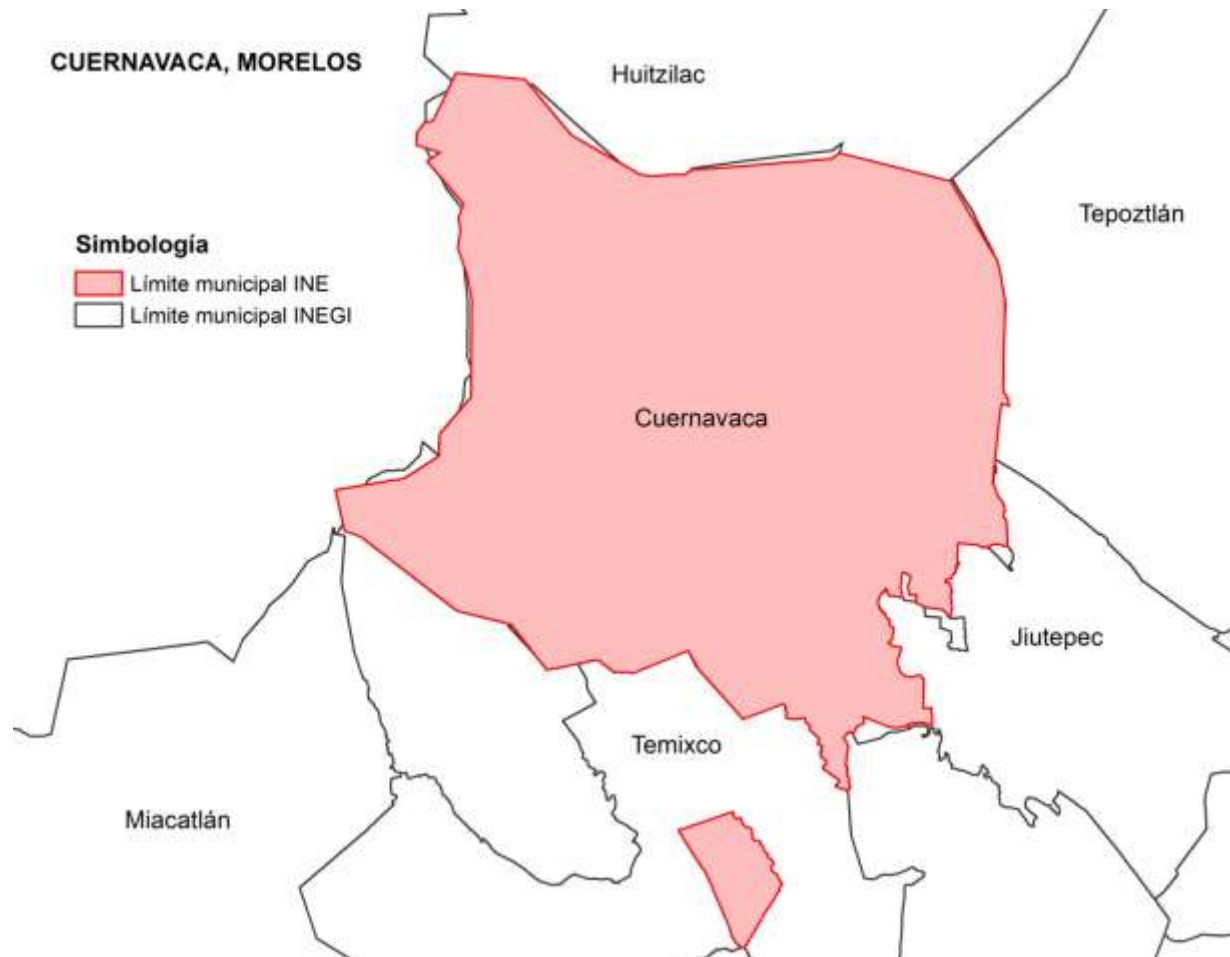 CUERNAVACA, MORELOS
Huitzilac
Tepoztlán
Simbología
Límite municipal INE
Límite municipal INEGI
Cuernavaca
Jiutepec
Temixco
Miacatlán